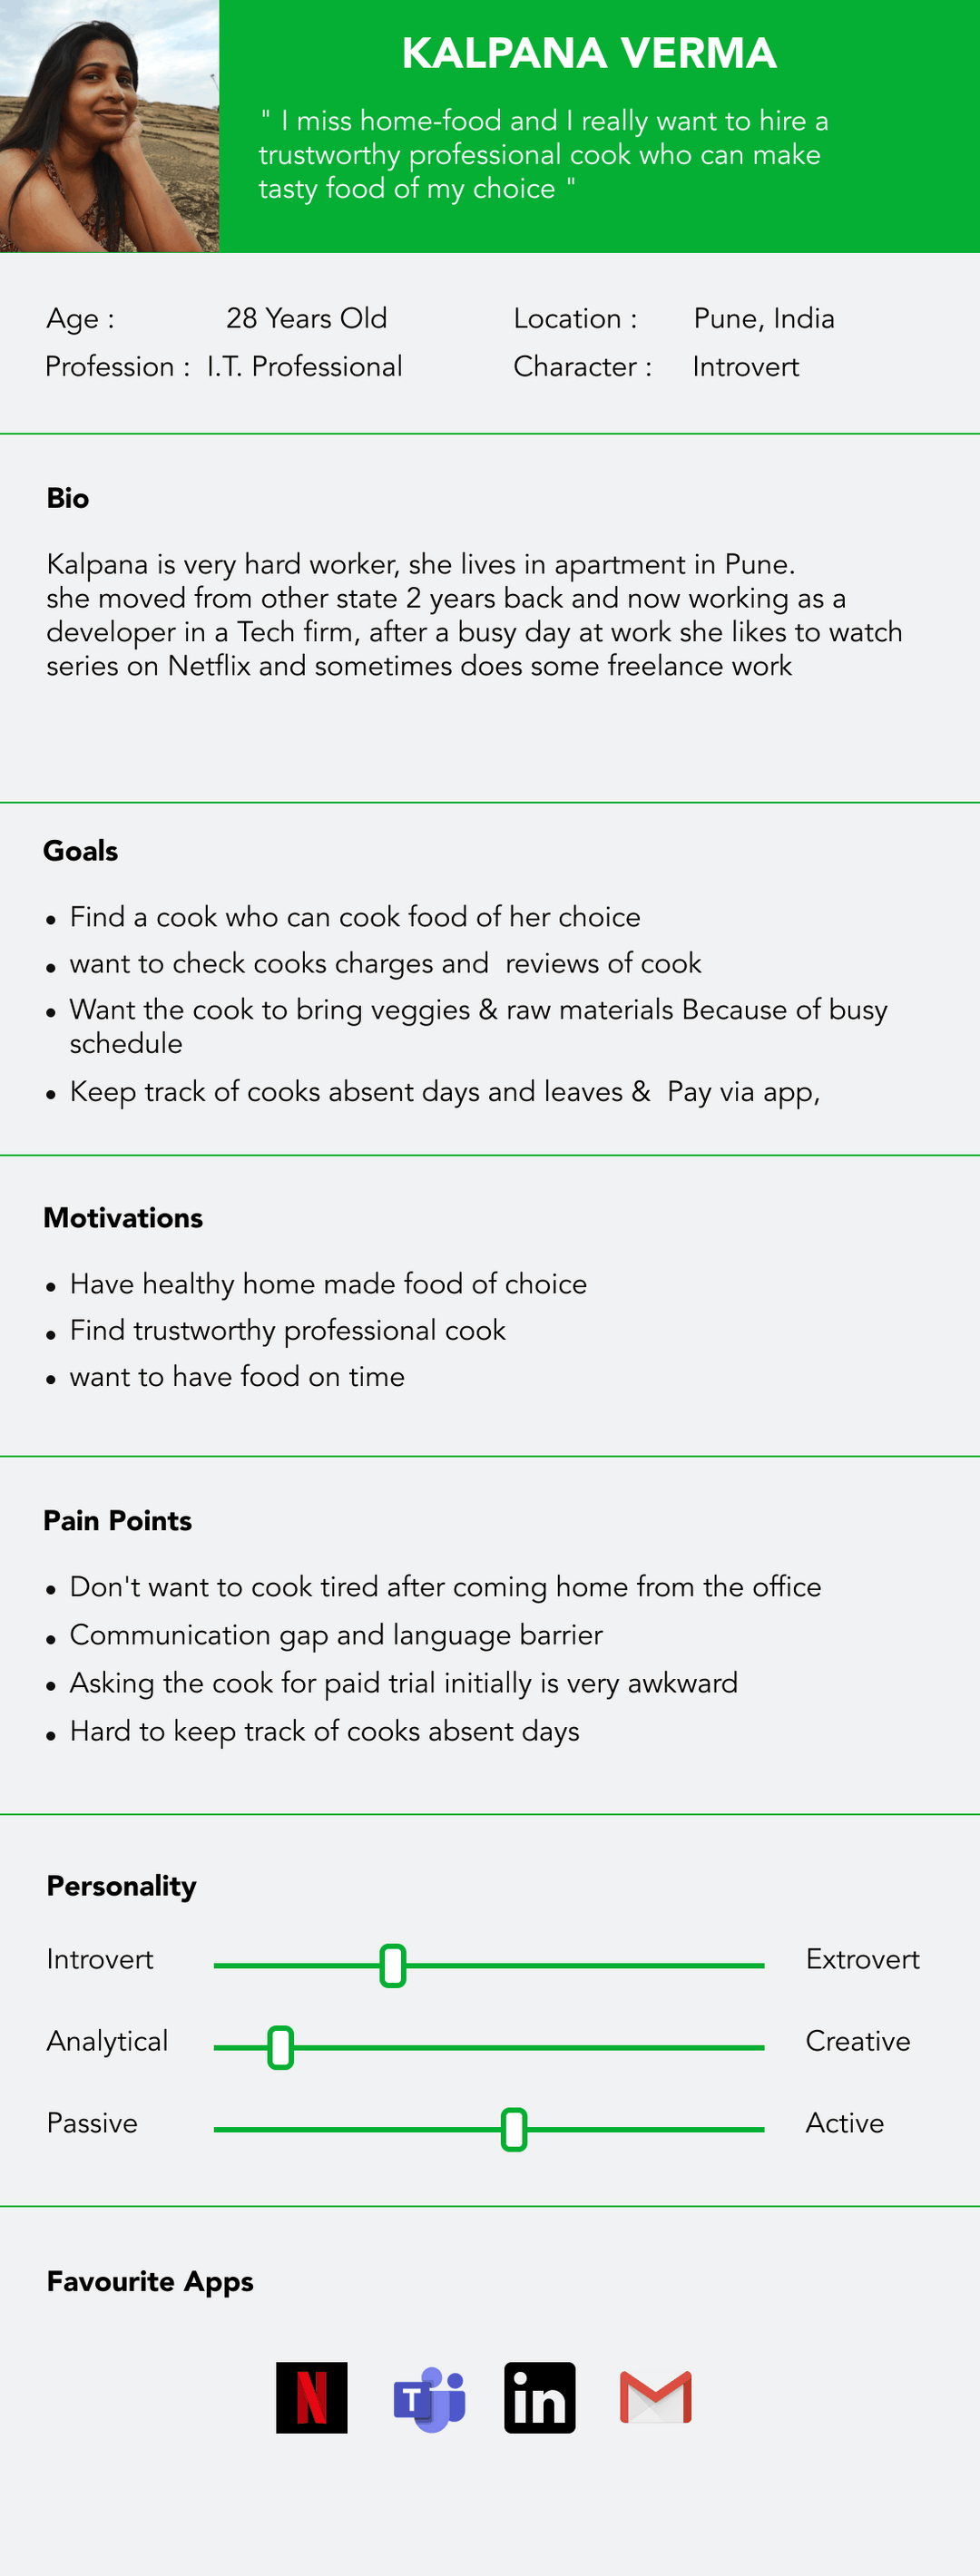 KALPANA VERMA
" I miss home-food and I really want to hire a
trustworthy professional cook who can make
tasty food of my choice "
Age : 28 Years Old Location : Pune, India
Profession : I.T. Professional Character : Introvert
Bio
Kalpana is very hard worker, she lives in apartment in Pune.
she moved from other state 2 years back and now working as a
developer in a Tech firm, after a busy day at work she likes to watch
series on Netflix and sometimes does some freelance work
Goals
• Find a cook who can cook food of her choice
• want to check cooks charges and  reviews of cook
• Want the cook to bring veggies & raw materials Because of busy
schedule
• Keep track of cooks absent days and leaves &  Pay via app,
Motivations
• Have healthy home made food of choice
• Find trustworthy professional cook
• want to have food on time
Pain Points
• Don't want to cook tired after coming home from the office
• Communication gap and language barrier
• Asking the cook for paid trial initially is very awkward
• Hard to keep track of cooks absent days
Personality
Introvert Extrovert
Analytical Creative
Passive Active
Favourite Apps
N T in M